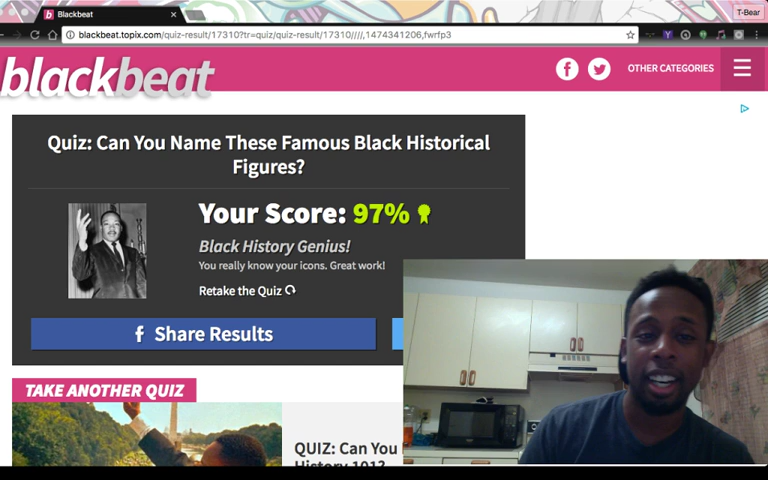 Blackbeat
T-Bear
blackbeat.topix.com/quiz-result/17310?tr=quiz/quiz-result/17310////,1474341206,fwrfp3
blackbeat
OTHER CATEGORIES
Quiz: Can You Name These Famous Black Historical
Figures?
Your Score: 97%
Black History Genius!
You really know your icons. Great work!
Retake the Quiz
f Share Results
TAKE ANOTHER QUIZ
QUIZ: Can You
History 101?